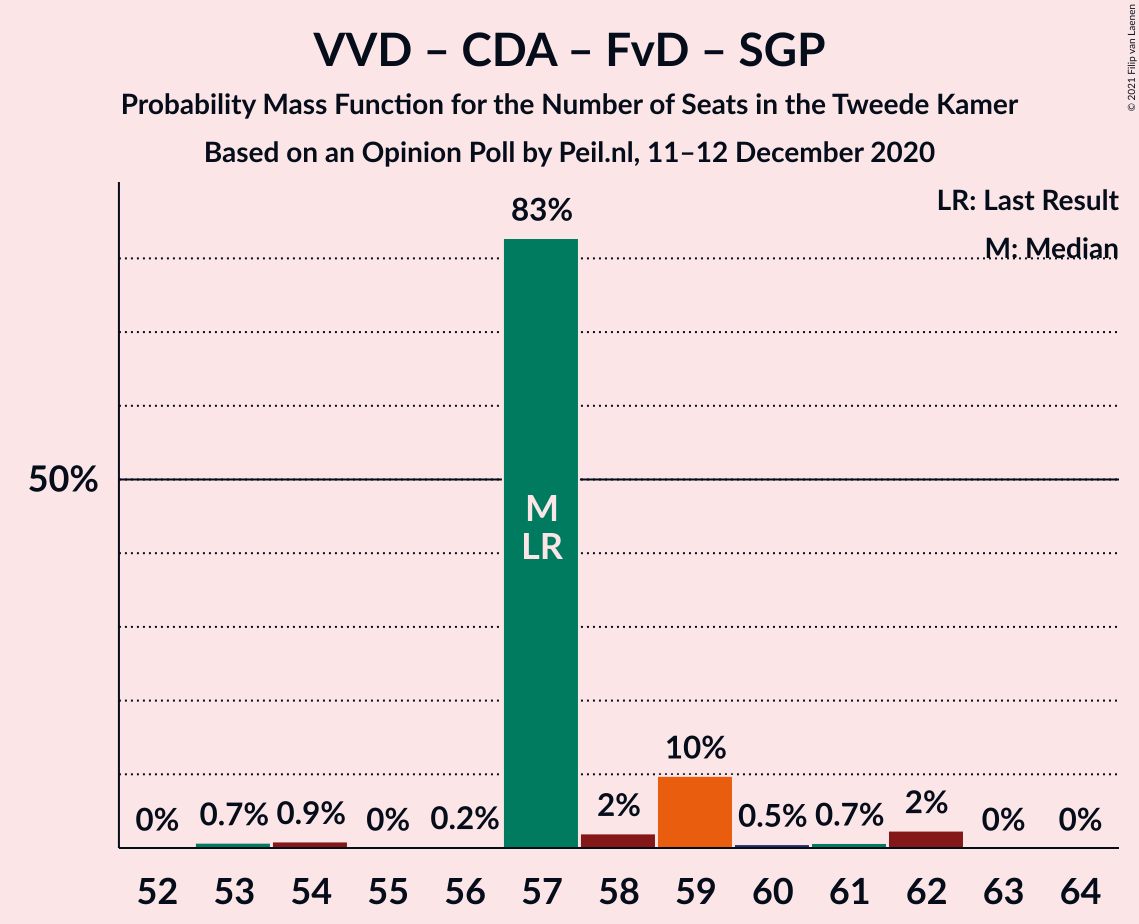 VVD – CDA – FvD – SGP
Probability Mass Function for the Number of Seats in the Tweede Kamer
Based on an Opinion Poll by Peil.nl, 11–12 December 2020
© 2021 Filip van Laenen
LR: Last Result
M: Median
83%
50%
M
LR
10%
0%
0.7%
0.9%
0%
0.2%
2%
0.5%
0.7%
2%
0%
0%
52 53 54 55 56 57 58 59 60 61 62 63 64